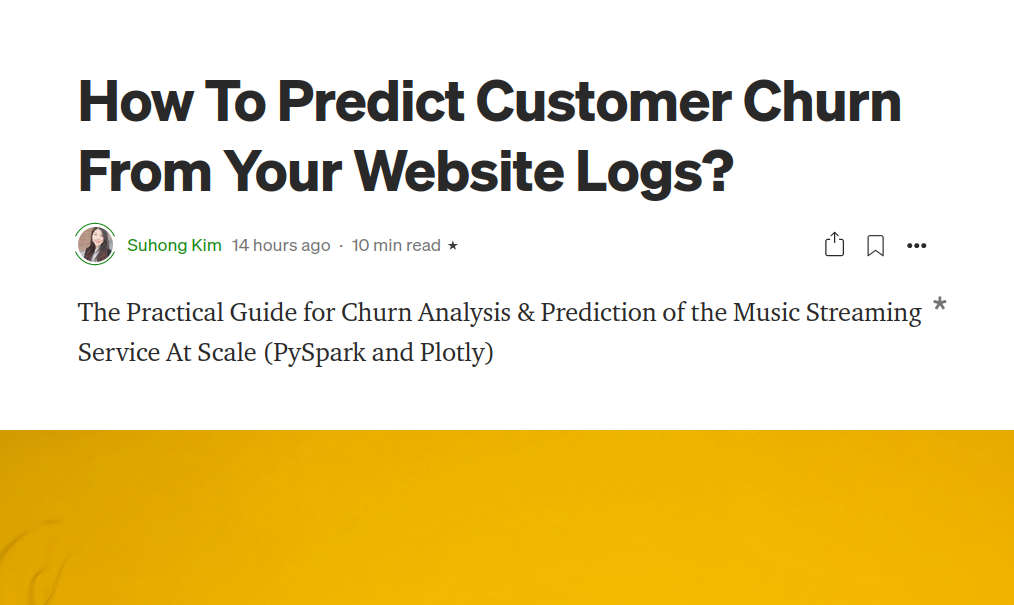 How To Predict Customer Churn
From Your Website Logs?
Suhong Kim 14 hours ago · 10 min read ★
The Practical Guide for Churn Analysis & Prediction of the Music Streaming *
Service At Scale (PySpark and Plotly)